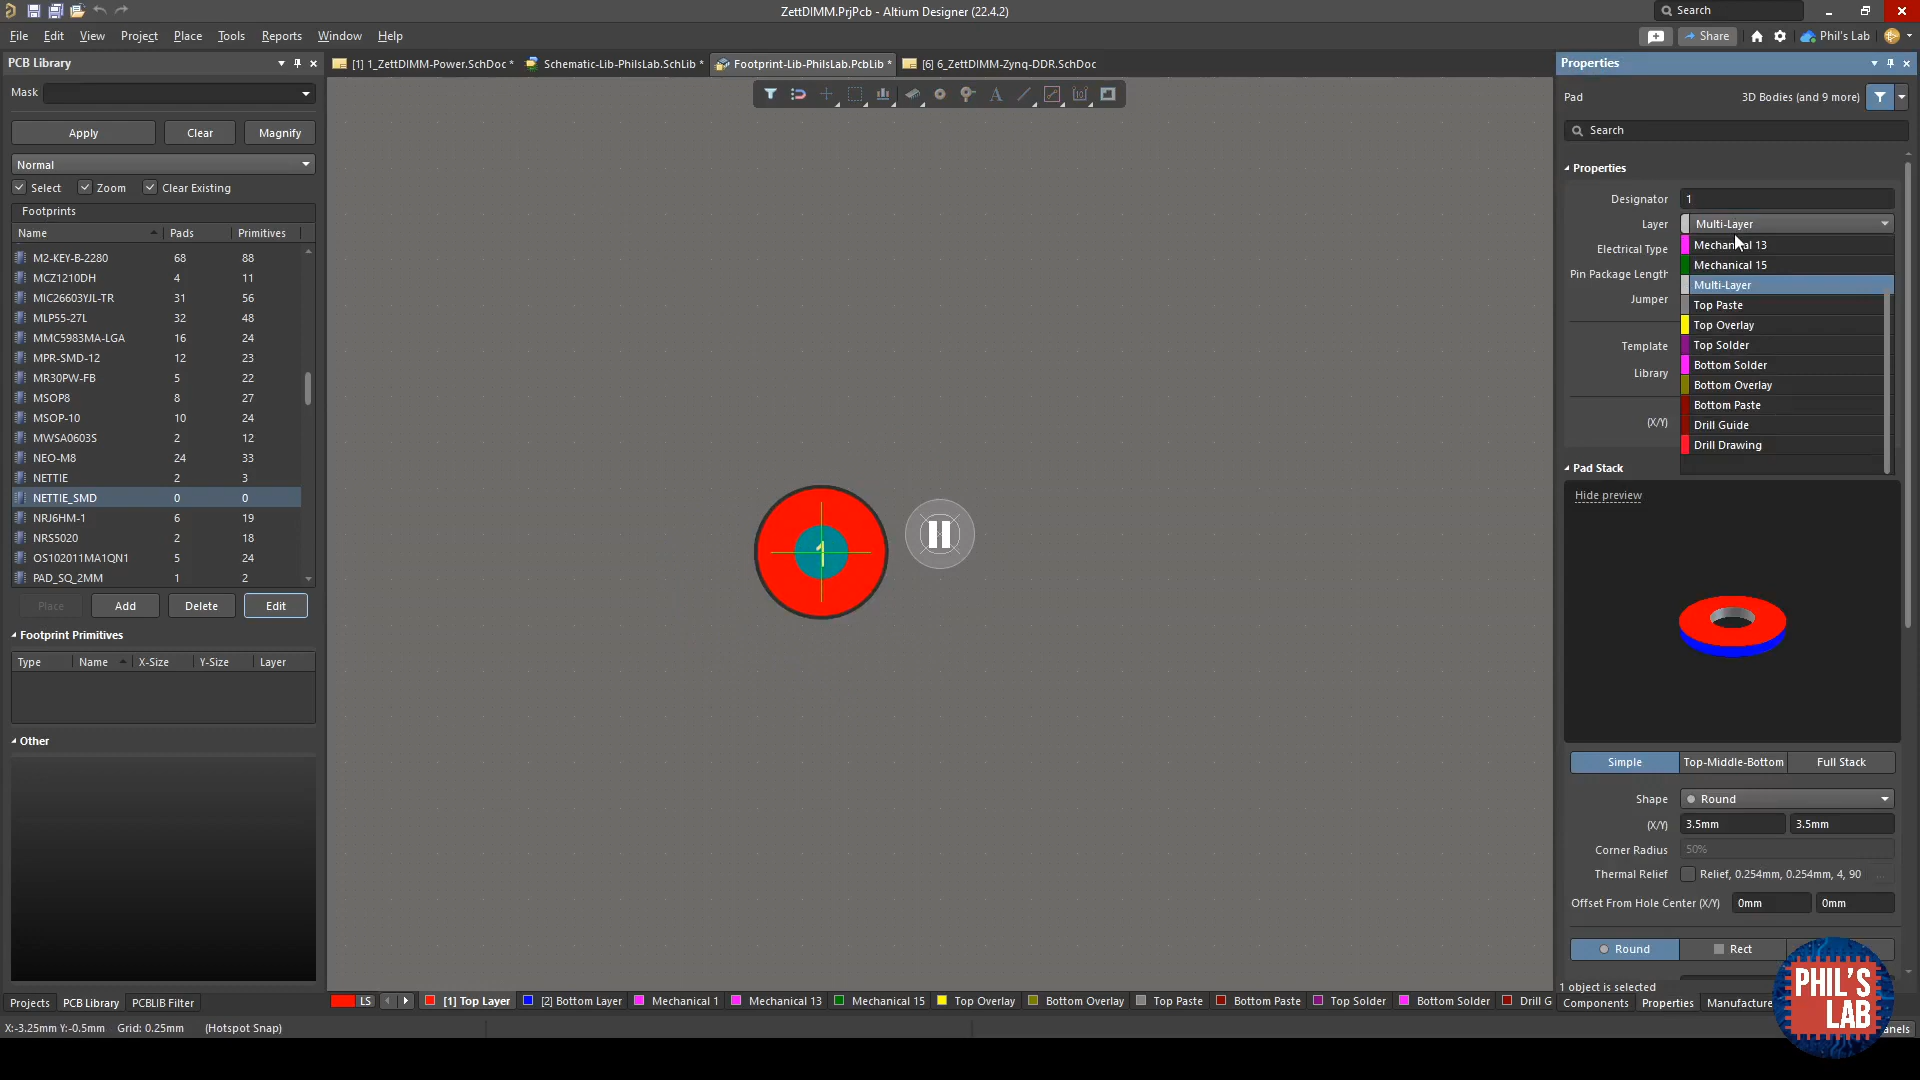 ZettDIMM.PrjPcb - Altium Designer (22.4.2)
Search
File Edit View Project Place Tools Reports Window Help
Share
Phil's Lab
PCB Library
[1] 1_ZettDIMM-Power.SchDoc *
Schematic-Lib-PhilsLab.SchLib *
Footprint-Lib-PhilsLab.PcbLib *
[6] 6_ZettDIMM-Zynq-DDR.SchDoc
Mask
Apply Clear Magnify
Normal
Select Zoom Clear Existing
Footprints
Name Pads Primitives
M2-KEY-B-2280 68 88
MCZ1210DH 4 11
MIC26603YJL-TR 31 56
MLP55-27L 32 48
MMC5983MA-LGA 16 24
MPR-SMD-12 12 23
MR30PW-FB 5 22
MSOP8 8 27
MSOP-10 10 24
MWSA0603S 2 12
NEO-M8 24 33
NETTIE 2 3
NETTIE_SMD 0 0
NRJ6HM-1 6 19
NRS5020 2 18
OS102011MA1QN1 5 24
PAD_SQ_2MM 1 2
Place Add Delete Edit
Footprint Primitives
Type Name X-Size Y-Size Layer
Other
Projects PCB Library PCBLIB Filter
1
LS
[1] Top Layer
[2] Bottom Layer
Mechanical 1
Mechanical 13
Mechanical 15
Top Overlay
Bottom Overlay
Top Paste
Bottom Paste
Top Solder
Bottom Solder
Drill G
X:-3.25mm Y:-0.5mm Grid: 0.25mm (Hotspot Snap)
Properties
Pad 3D Bodies (and 9 more)
Search
Properties
Designator 1
Layer Multi-Layer
Electrical Type
Pin Package Length
Jumper
Template
Library
(X/Y)
Mechanical 13
Mechanical 15
Multi-Layer
Top Paste
Top Overlay
Top Solder
Bottom Solder
Bottom Overlay
Bottom Paste
Drill Guide
Drill Drawing
Pad Stack
Hide preview
Simple Top-Middle-Bottom Full Stack
Shape Round
(X/Y) 3.5mm 3.5mm
Corner Radius 50%
Thermal Relief Relief, 0.254mm, 0.254mm, 4, 90 ...
Offset From Hole Center (X/Y) 0mm 0mm
Round Rect
1 object is selected
Components Properties Manufacture
anels
PHIL'S
LAB